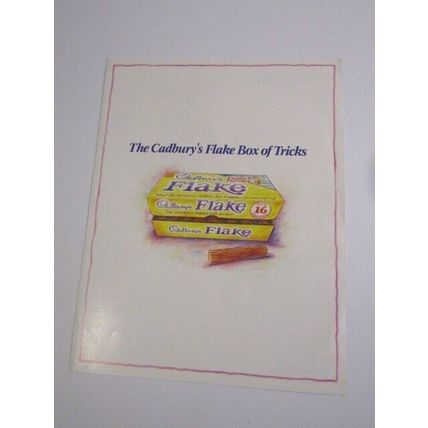 The Cadbury's Flake Box of Tricks
Cadbury's
Flake
Cadbury's Flake
16
Cadbury's Flake